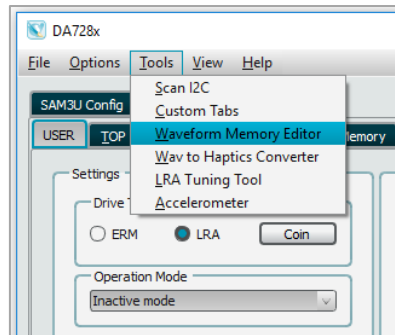 DA728x
File Options Tools View Help
Scan I2C
Custom Tabs
Waveform Memory Editor
Wav to Haptics Converter
LRA Tuning Tool
Accelerometer
SAM3U Config
USER TOP emory
Settings
Drive
ERM LRA Coin
Operation Mode
Inactive mode